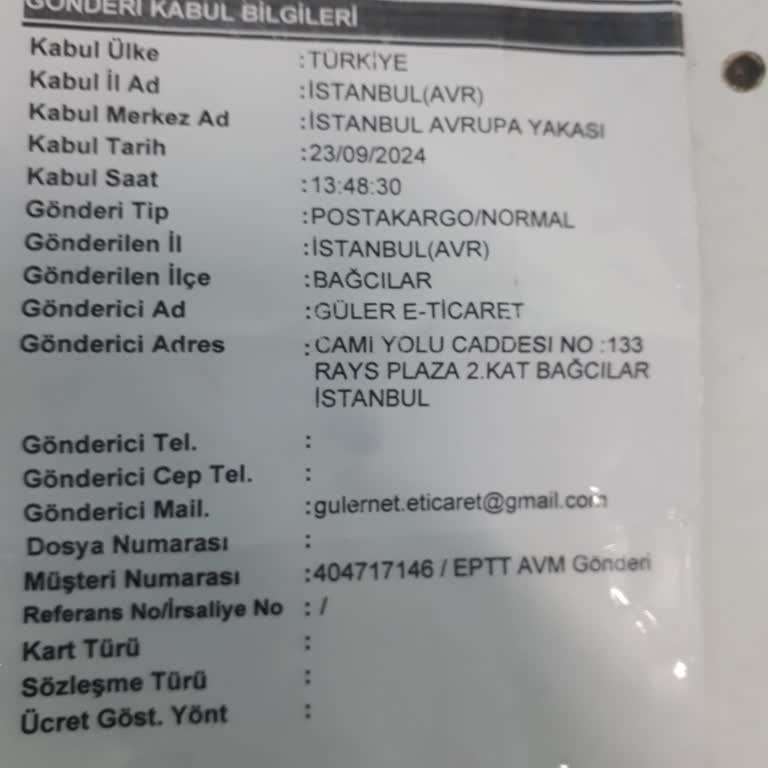 GÖNDERİ KABUL BİLGİLERİ
Kabul Ülke :TÜRKİYE
Kabul İl Ad :İSTANBUL(AVR)
Kabul Merkez Ad :İSTANBUL AVRUPA YAKASI
Kabul Tarih :23/09/2024
Kabul Saat :13:48:30
Gönderi Tip :POSTAKARGO/NORMAL
Gönderilen İl :İSTANBUL(AVR)
Gönderilen İlçe :BAĞCILAR
Gönderici Ad :GÜLER E-TİCARET
Gönderici Adres :CAMİ YOLU CADDESI NO :133
RAYS PLAZA 2.KAT BAĞCILAR
İSTANBUL
Gönderici Tel. :
Gönderici Cep Tel. :
Gönderici Mail. :gulernet.eticaret@gmail.com
Dosya Numarası :
Müşteri Numarası :404717146 / EPTT AVM Gönderi
Referans No/İrsaliye No : /
Kart Türü :
Sözleşme Türü :
Ücret Göst. Yönt :